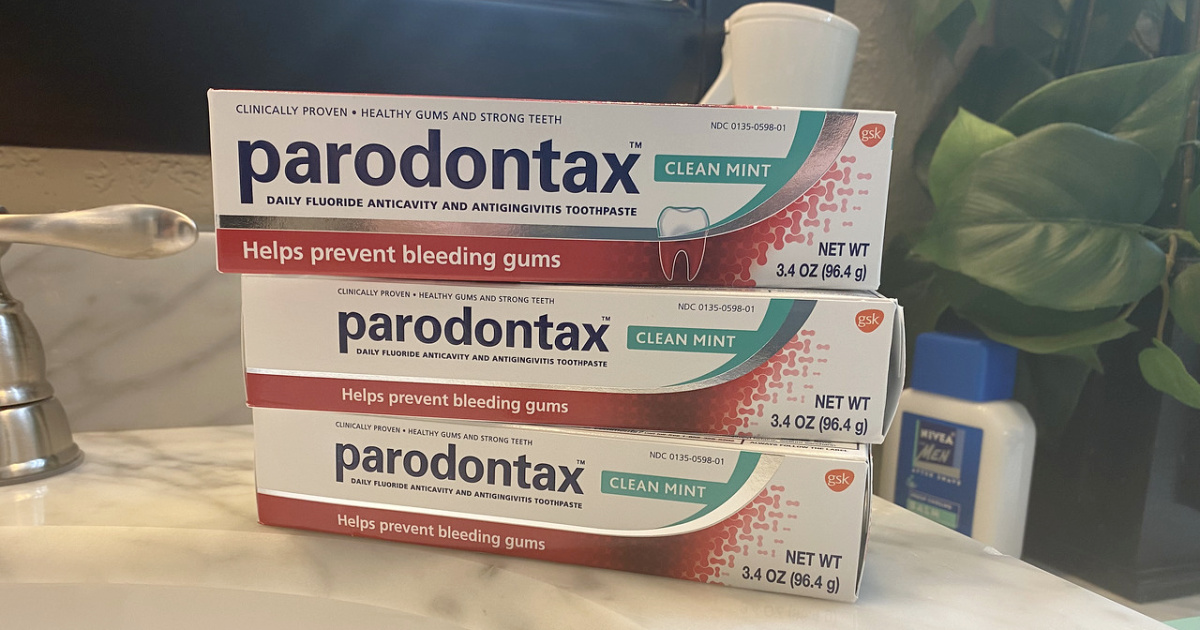 CLINICALLY PROVEN • HEALTHY GUMS AND STRONG TEETH
NDC 0135-0598-01
gsk
parodontax™
CLEAN MINT
DAILY FLUORIDE ANTICAVITY AND ANTIGINGIVITIS TOOTHPASTE
Helps prevent bleeding gums
NET WT
3.4 OZ (96.4 g)
CLINICALLY PROVEN • HEALTHY GUMS AND STRONG TEETH
NDC 0135-0598-01
gsk
parodontax™
CLEAN MINT
DAILY FLUORIDE ANTICAVITY AND ANTIGINGIVITIS TOOTHPASTE
Helps prevent bleeding gums
NET WT
3.4 OZ (96.4 g)
CLINICALLY PROVEN • HEALTHY GUMS AND STRONG TEETH
NDC 0135-0598-01
gsk
parodontax™
CLEAN MINT
DAILY FLUORIDE ANTICAVITY AND ANTIGINGIVITIS TOOTHPASTE
Helps prevent bleeding gums
NET WT
3.4 OZ (96.4 g)
NIVEA
Men
AFTER SHAVE